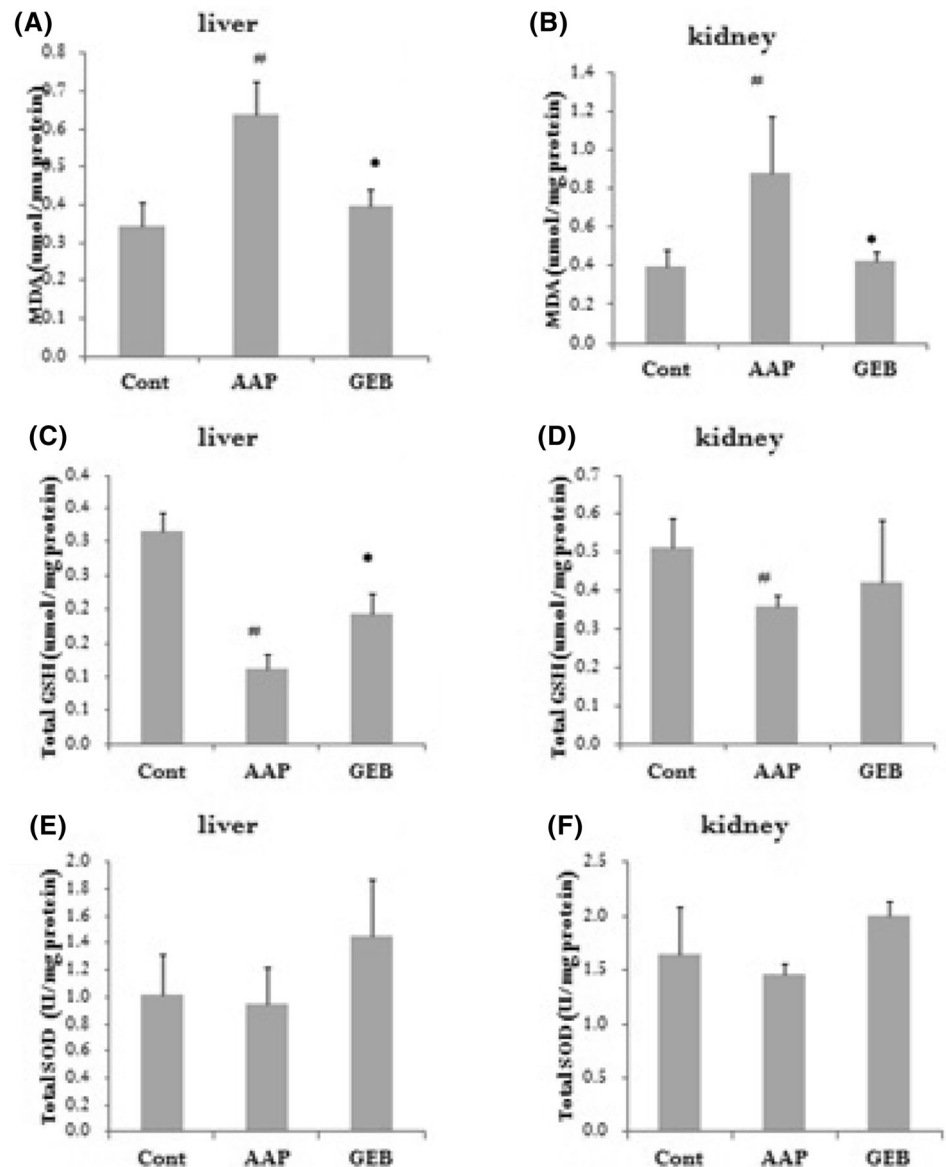 (A)
liver
MDA (umol/mu protein)
0.8
0.7
0.6
0.5
0.4
0.3
0.2
0.1
0.0
#
•
Cont AAP GEB
(B)
kidney
MDA (umol/mg protein)
1.4
1.2
1.0
0.8
0.6
0.4
0.2
0.0
#
•
Cont AAP GEB
(C)
liver
Total GSH (umol/mg protein)
0.4
0.4
0.3
0.3
0.2
0.2
0.1
0.1
0.0
#
•
Cont AAP GEB
(D)
kidney
Total GSH (umol/mg protein)
0.7
0.6
0.5
0.4
0.3
0.2
0.1
0.0
#
Cont AAP GEB
(E)
liver
Total SOD (U/mg protein)
2.0
1.8
1.6
1.4
1.2
1.0
0.8
0.6
0.4
0.2
0.0
Cont AAP GEB
(F)
kidney
Total SOD (U/mg protein)
2.5
2.0
1.5
1.0
0.5
0.0
Cont AAP GEB